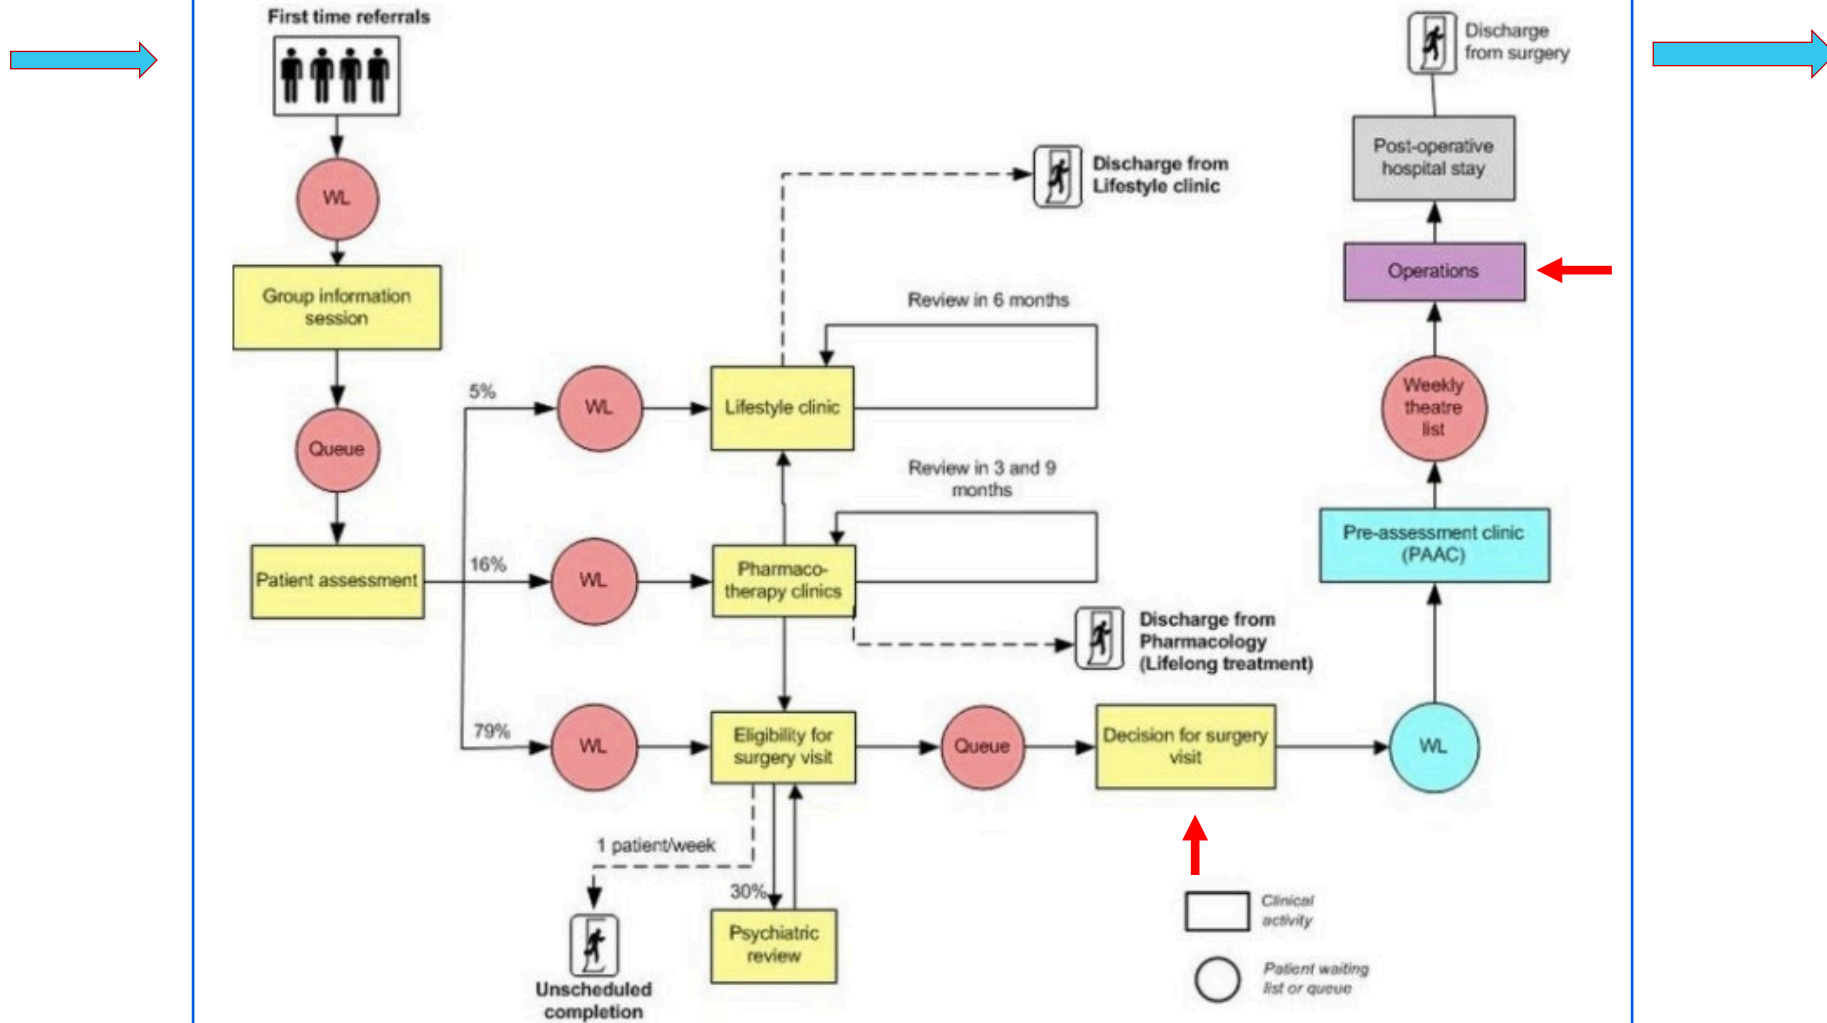 First time referrals
WL
Group information
session
Queue
Patient assessment
5%
WL
Lifestyle clinic
Review in 6 months
Discharge from
Lifestyle clinic
16%
WL
Pharmaco-
therapy clinics
Review in 3 and 9
months
Discharge from
Pharmacology
(Lifelong treatment)
79%
WL
Eligibility for
surgery visit
1 patient/week
Unscheduled
completion
30%
Psychiatric
review
Queue
Decision for surgery
visit
WL
Pre-assessment clinic
(PAAC)
Weekly
theatre
list
Operations
Post-operative
hospital stay
Discharge
from surgery
Clinical
activity
Patient waiting
list or queue